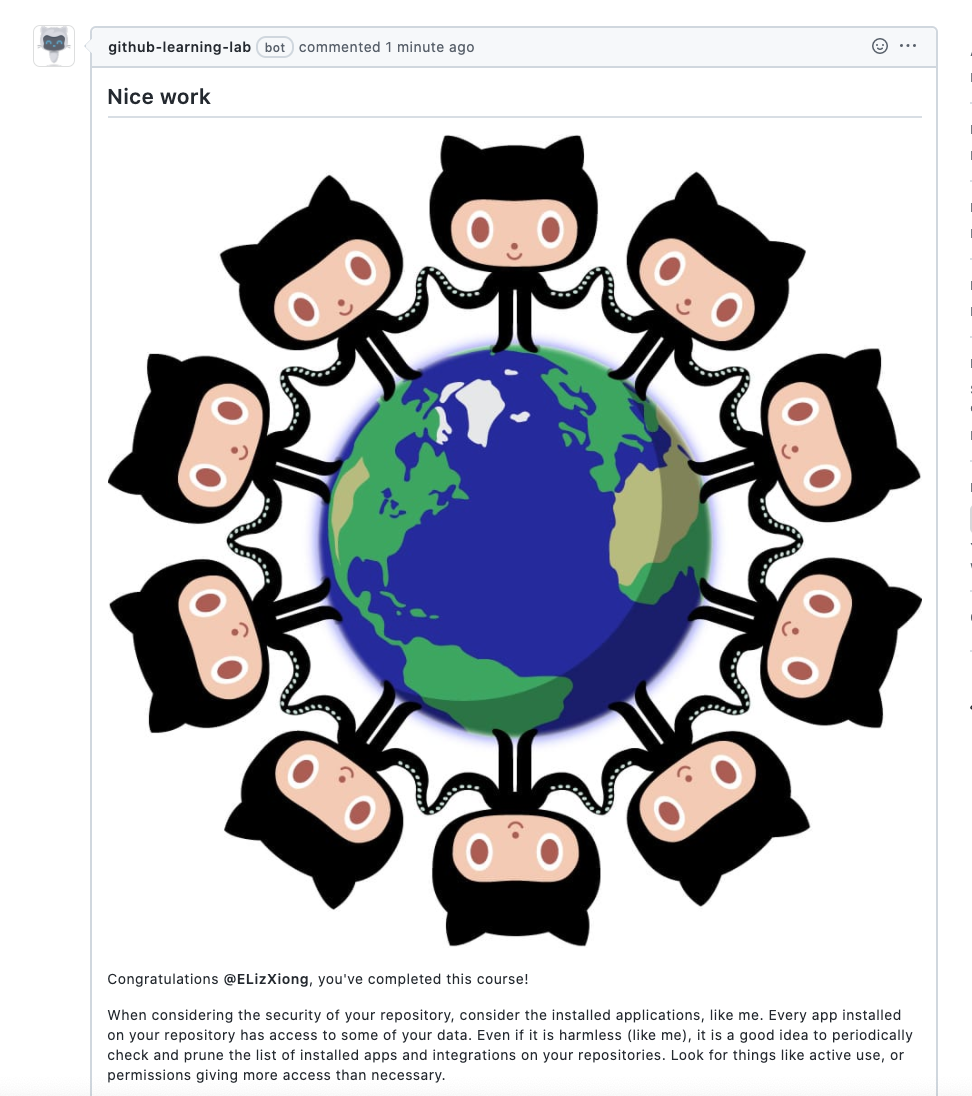 github-learning-lab bot commented 1 minute ago
Nice work
Congratulations @ELizXiong, you've completed this course!
When considering the security of your repository, consider the installed applications, like me. Every app installed
on your repository has access to some of your data. Even if it is harmless (like me), it is a good idea to periodically
check and prune the list of installed apps and integrations on your repositories. Look for things like active use, or
permissions giving more access than necessary.